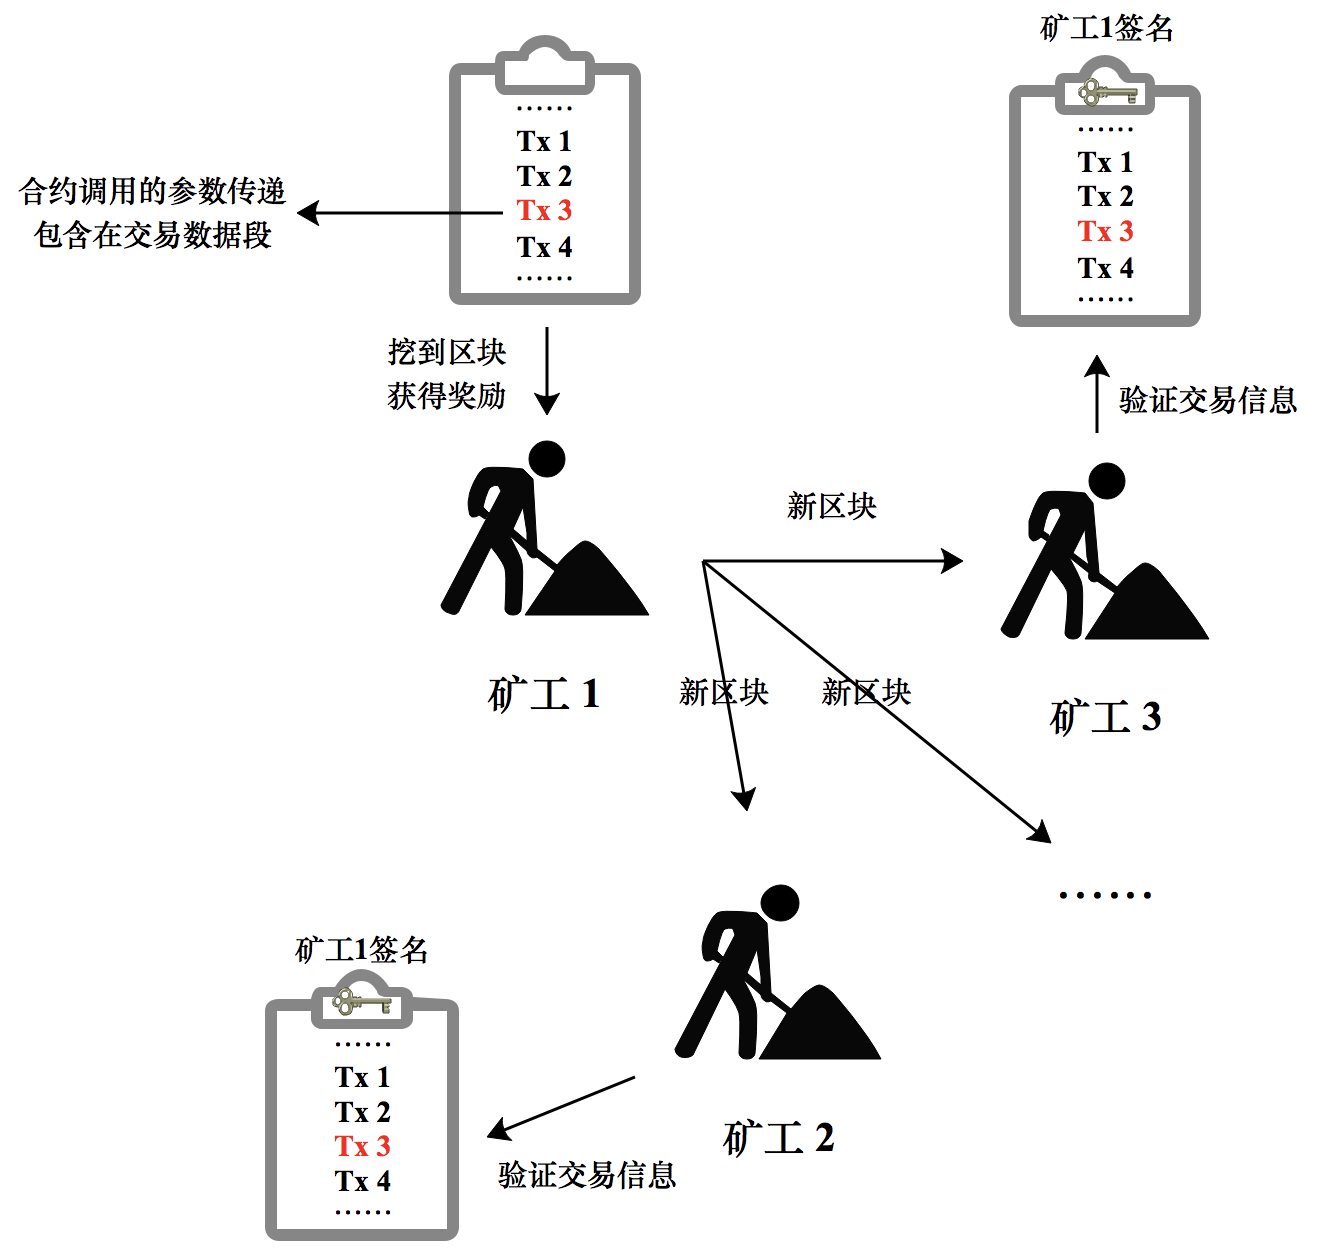 ……
Tx 1
Tx 2
Tx 3
Tx 4
……
合约调用的参数传递
包含在交易数据段
挖到区块
获得奖励
矿工 1
矿工1签名
……
Tx 1
Tx 2
Tx 3
Tx 4
……
验证交易信息
新区块
矿工 3
新区块
新区块
……
矿工 2
矿工1签名
……
Tx 1
Tx 2
Tx 3
Tx 4
……
验证交易信息